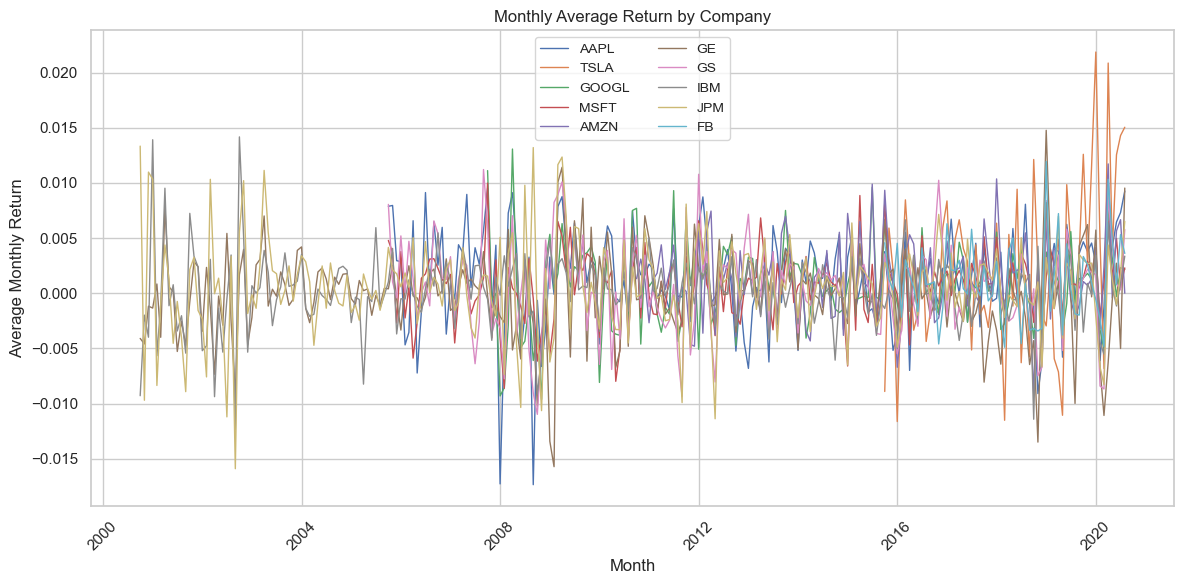 Monthly Average Return by Company
AAPL
TSLA
GOOGL
MSFT
AMZN
GE
GS
IBM
JPM
FB
Average Monthly Return
0.020
0.015
0.010
0.005
0.000
−0.005
−0.010
−0.015
2000
2004
2008
2012
2016
2020
Month